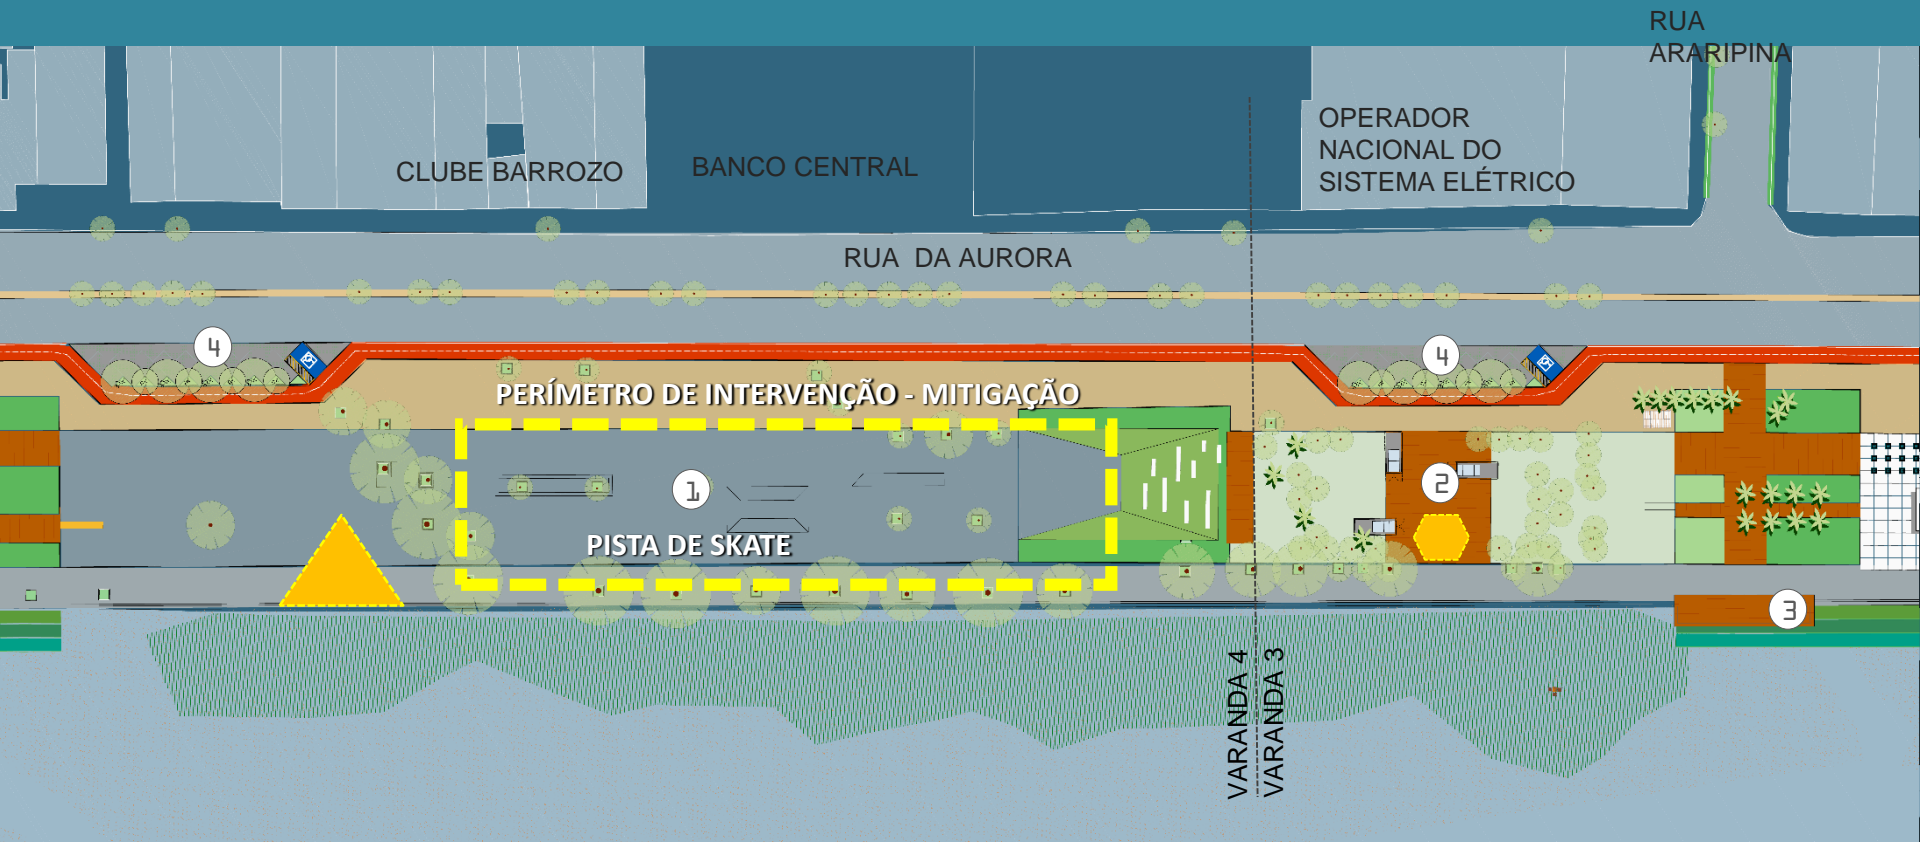 RUA
ARARIPINA
OPERADOR
NACIONAL DO
SISTEMA ELÉTRICO
CLUBE BARROZO
BANCO CENTRAL
RUA DA AURORA
4
4
PERÍMETRO DE INTERVENÇÃO - MITIGAÇÃO
1
2
PISTA DE SKATE
3
VARANDA 4
VARANDA 3